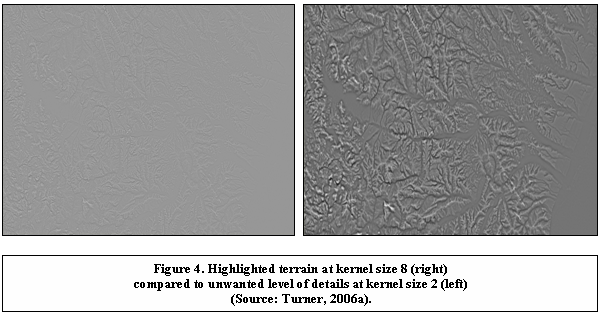 Figure 4. Highlighted terrain at kernel size 8 (right)
compared to unwanted level of details at kernel size 2 (left)
(Source: Turner, 2006a).